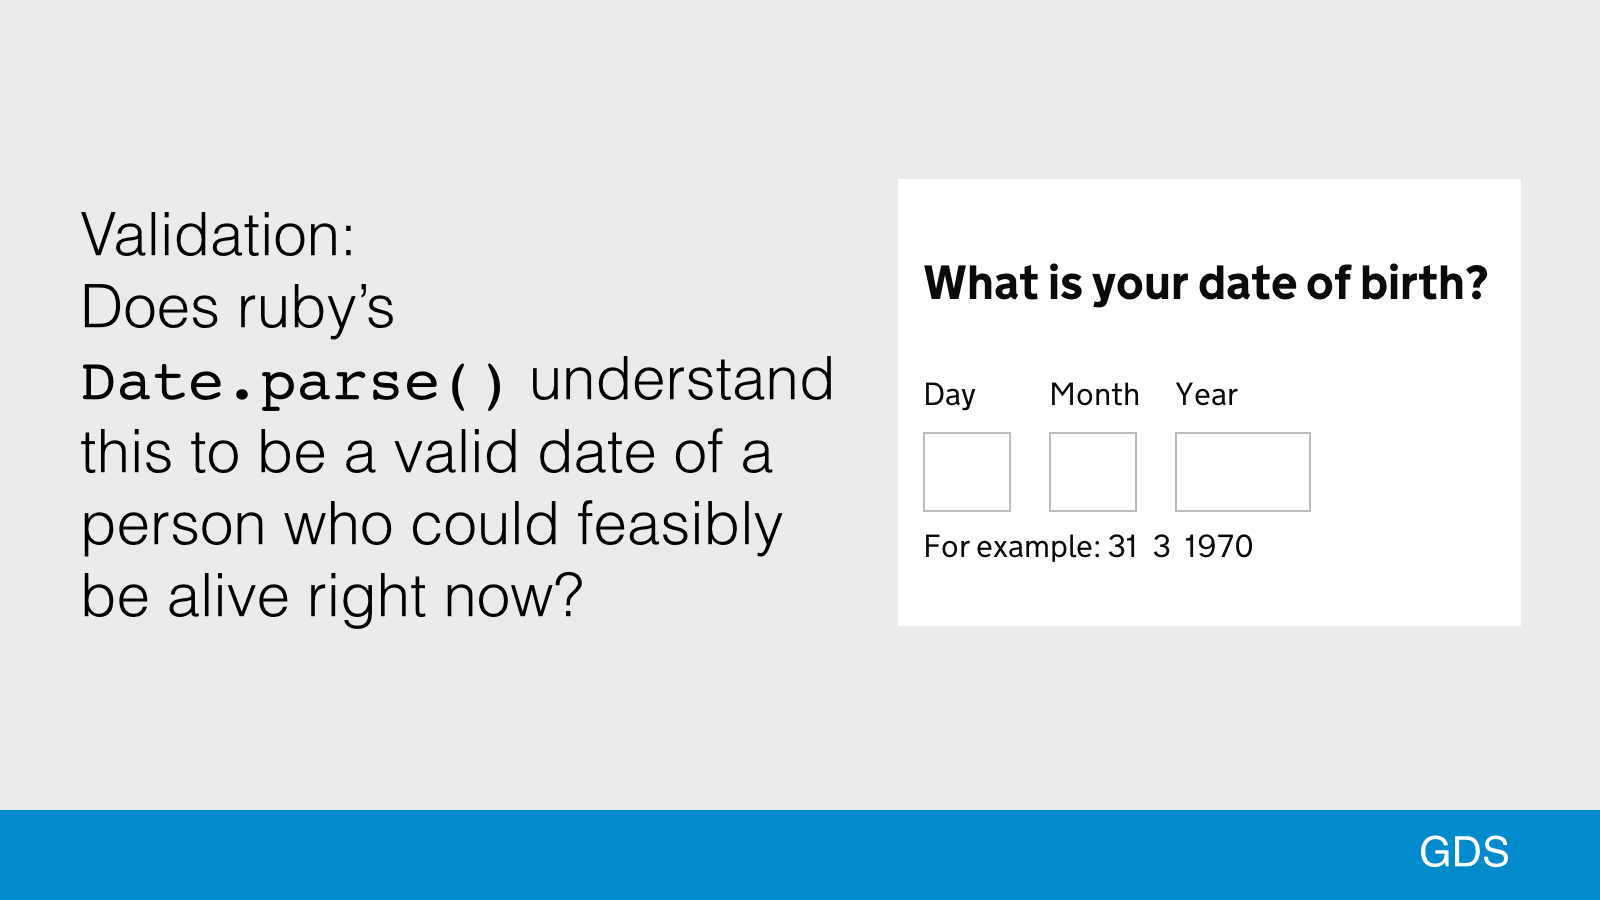 Validation:
Does ruby’s
Date.parse() understand
this to be a valid date of a
person who could feasibly
be alive right now?
What is your date of birth?
Day Month Year
For example: 31 3 1970
GDS